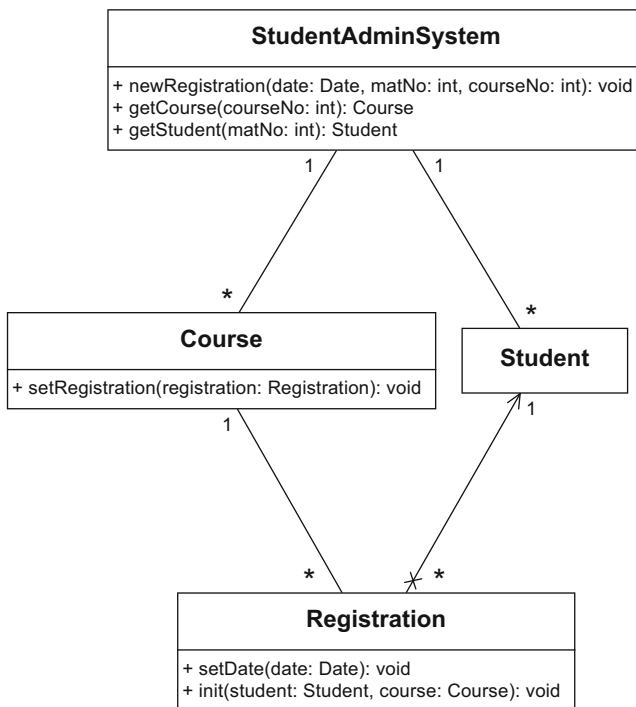 StudentAdminSystem
+ newRegistration(date: Date, matNo: int, courseNo: int): void
+ getCourse(courseNo: int): Course
+ getStudent(matNo: int): Student
1
1
*
*
Course
+ setRegistration(registration: Registration): void
Student
1
1
*
*
Registration
+ setDate(date: Date): void
+ init(student: Student, course: Course): void